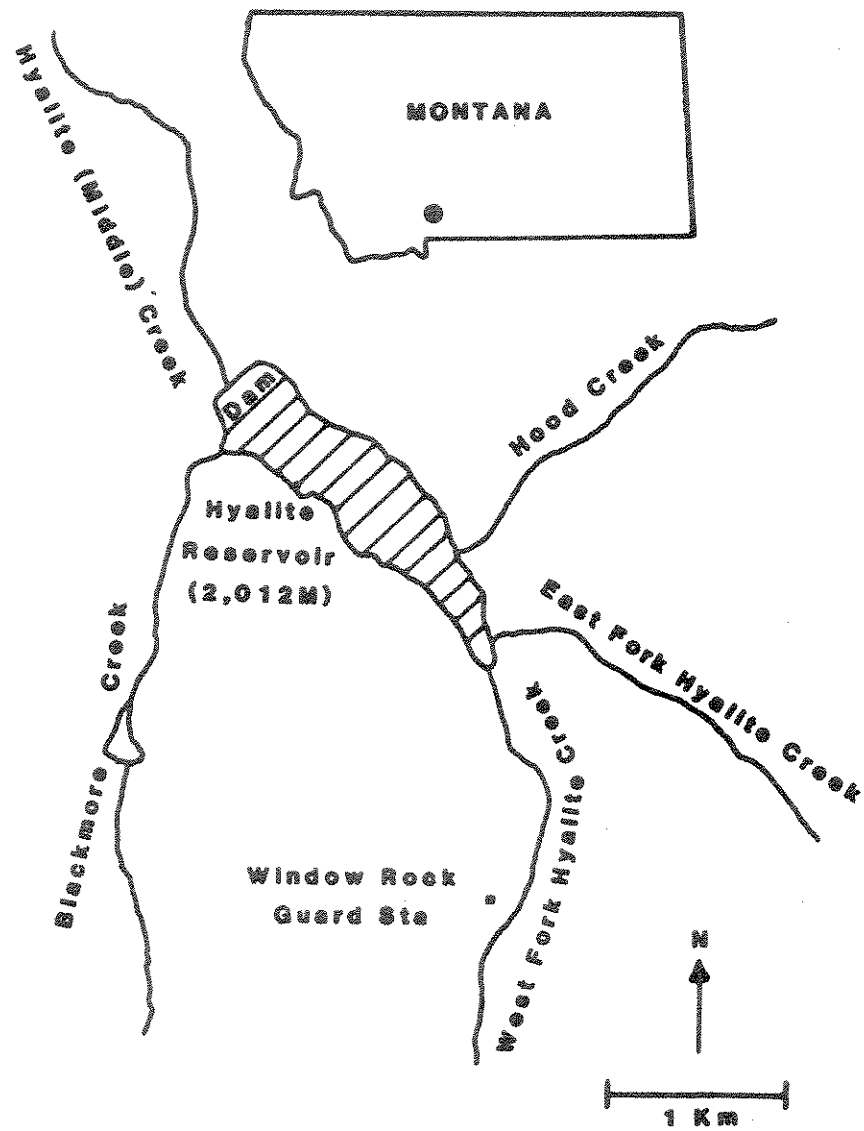 MONTANA
Hyalite (Middle) Creek
Dam
Hood Creek
Hyalite
Reservoir
(2,012M)
East Fork Hyalite Creek
Blackmore Creek
West Fork Hyalite Creek
Window Rock
Guard Sta
N
1 Km